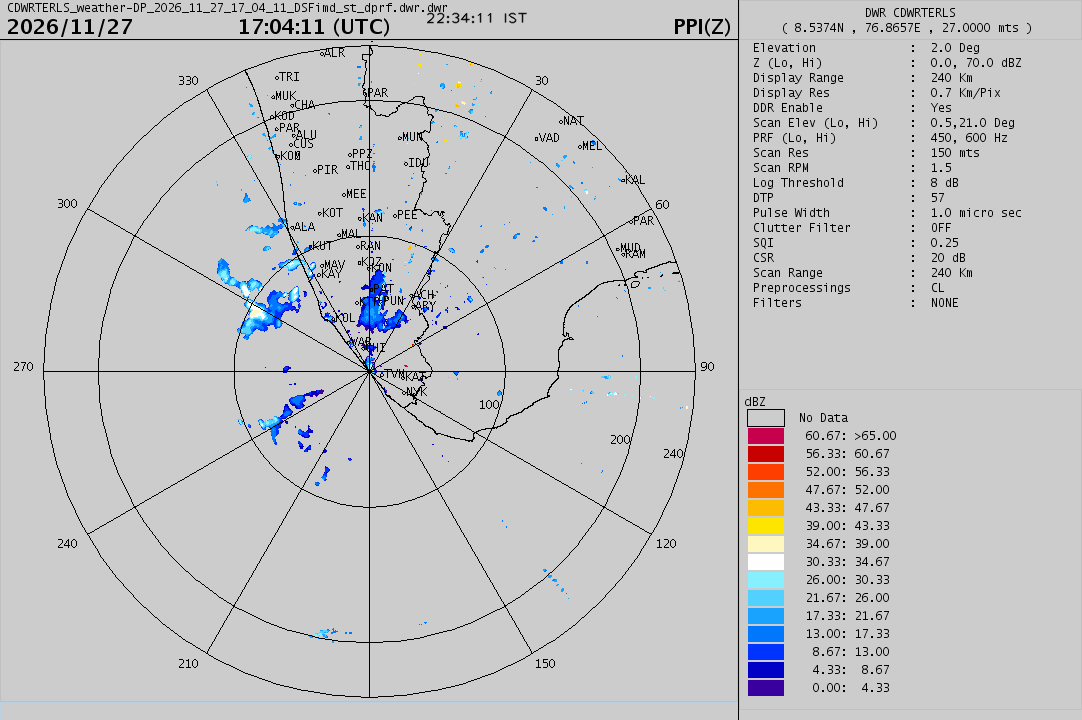 CDWRTERLS_weather-DP_2026_11_27_17_04_11_DSFimd_st_dprf.dwr.dwr
2026/11/27
17:04:11 (UTC)
22:34:11 IST
PPI(Z)
DWR CDWRTERLS
( 8.5374N , 76.8657E , 27.0000 mts )
Elevation : 2.0 Deg
Z (Lo, Hi) : 0.0, 70.0 dBZ
Display Range : 240 Km
Display Res : 0.7 Km/Pix
DDR Enable : Yes
Scan Elev (Lo, Hi) : 0.5,21.0 Deg
PRF (Lo, Hi) : 450, 600 Hz
Scan Res : 150 mts
Scan RPM : 1.5
Log Threshold : 8 dB
DTP : 57
Pulse Width : 1.0 micro sec
Clutter Filter : OFF
SQI : 0.25
CSR : 20 dB
Scan Range : 240 Km
Preprocessings : CL
Filters : NONE
dBZ
No Data
60.67: >65.00
56.33: 60.67
52.00: 56.33
47.67: 52.00
43.33: 47.67
39.00: 43.33
34.67: 39.00
30.33: 34.67
26.00: 30.33
21.67: 26.00
17.33: 21.67
13.00: 17.33
8.67: 13.00
4.33: 8.67
0.00: 4.33
330
30
300
60
270
90
240
120
210
150
100
200
240
ALR
TRI
MUK
CHA
PAR
KOD
PAR
ALU
CUS
MUN
NAT
VAD
MEL
PPZ
THO
IDU
PIR
KAL
MEE
KOT
KAN
PEE
PAR
ALA
MAL
KUT
RAN
MUD
RAM
MAV
KAY
KOZ
KON
PAT
PUN
ACH
ARY
KOL
VAR
TVM
KAT
NYK